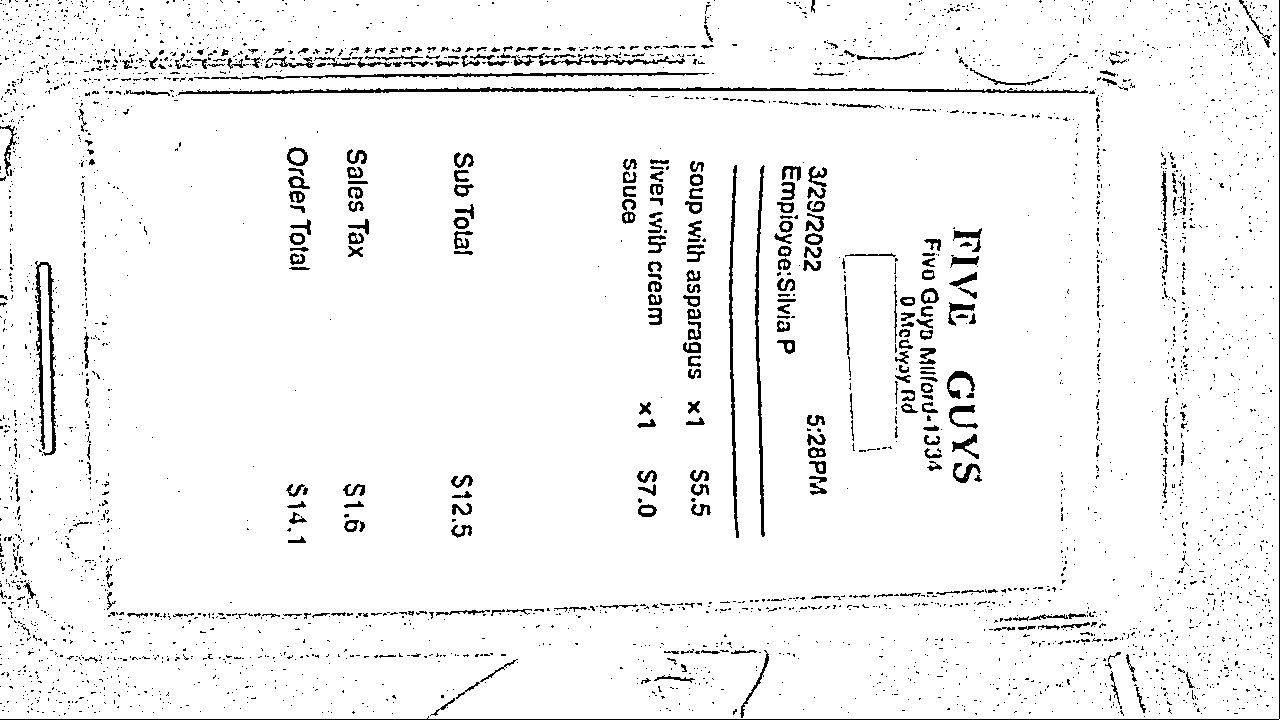 FIVE GUYS
Five Guys Milford-1334
0 Medway Rd
3/29/2022 5:28PM
Employee:Silvia P
soup with asparagus x1 $5.5
liver with cream x1 $7.0
sauce
Sub Total $12.5
Sales Tax $1.6
Order Total $14.1